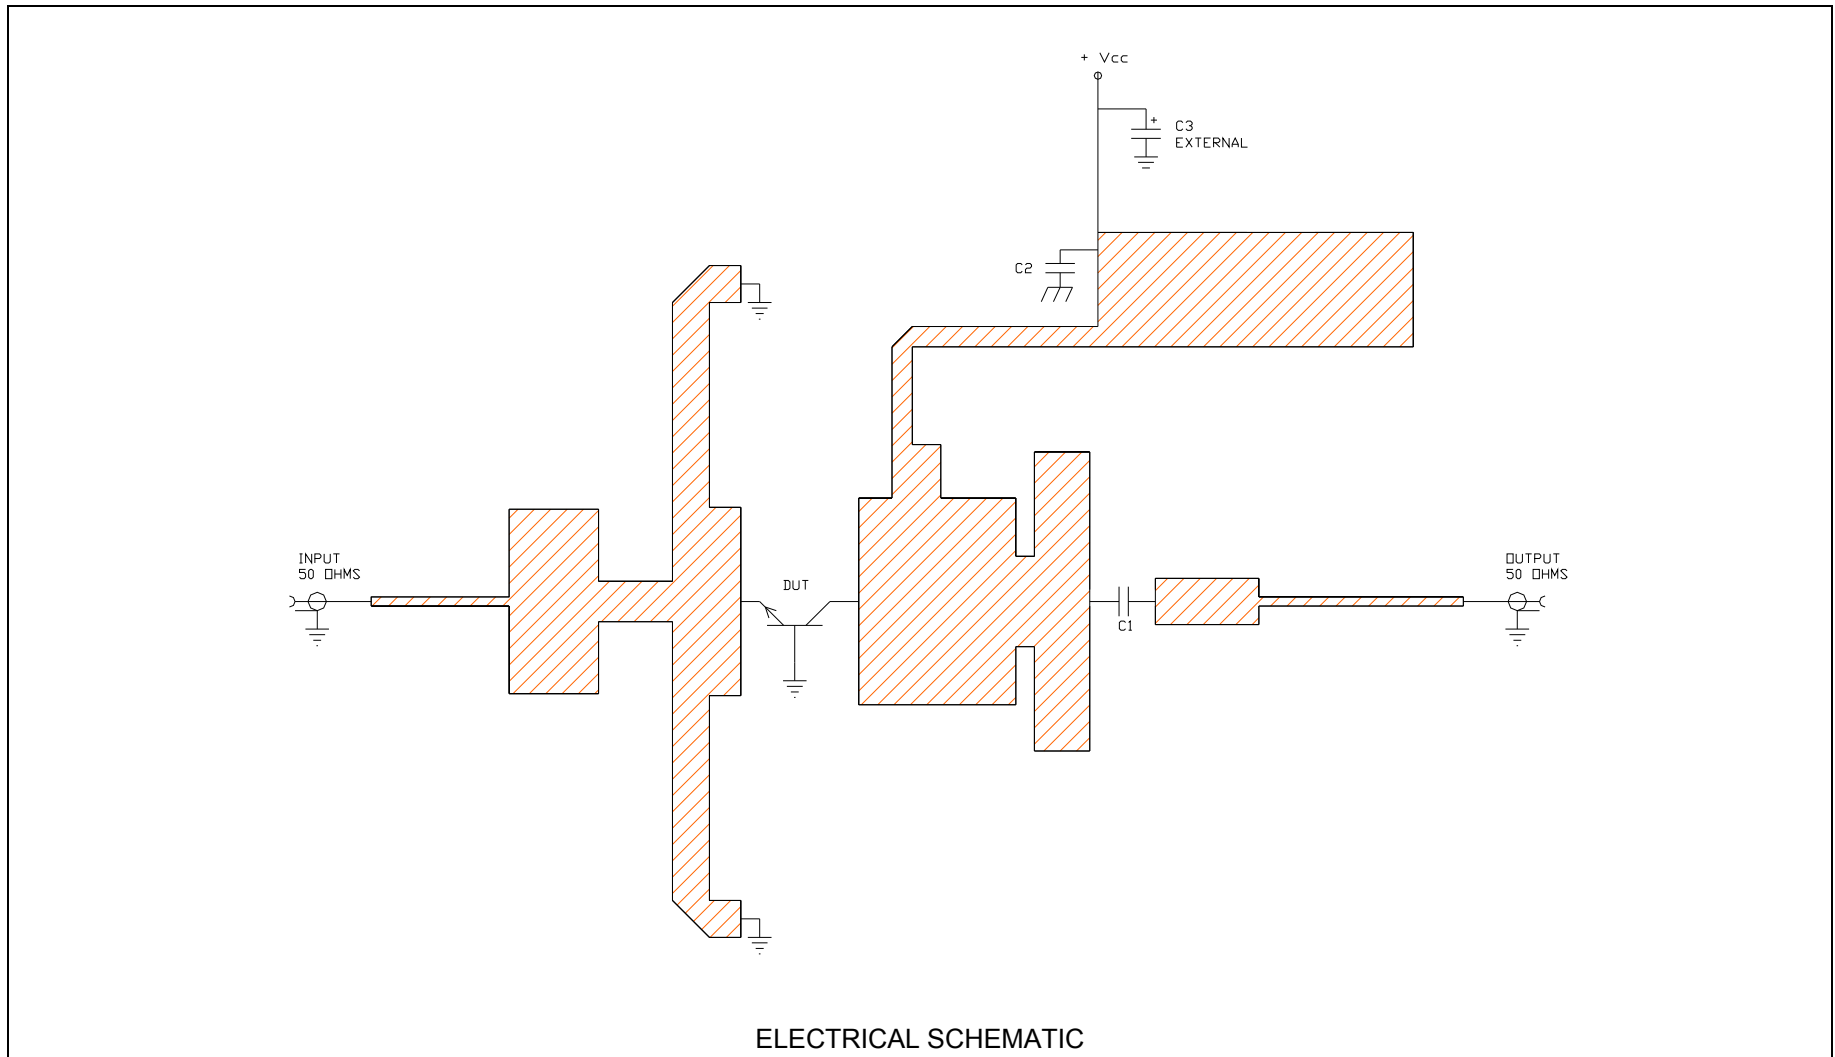 + Vcc
+
C3
EXTERNAL
C2
INPUT
50 OHMS
DUT
C1
OUTPUT
50 OHMS
ELECTRICAL SCHEMATIC